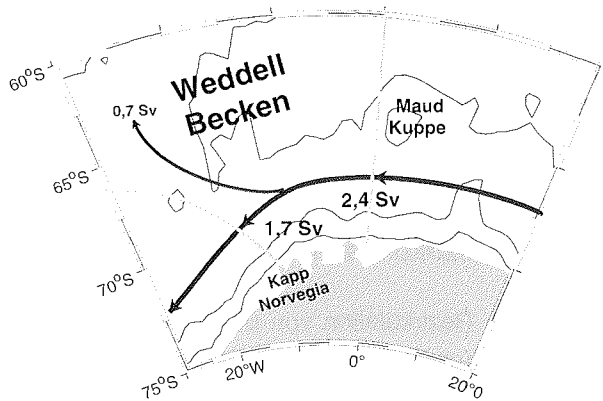 60°S
Weddell
Becken
0,7 Sv
Maud
Kuppe
65°S
2,4 Sv
1,7 Sv
70°S
Kapp
Norvegia
75°S
20°W
0°
20°0